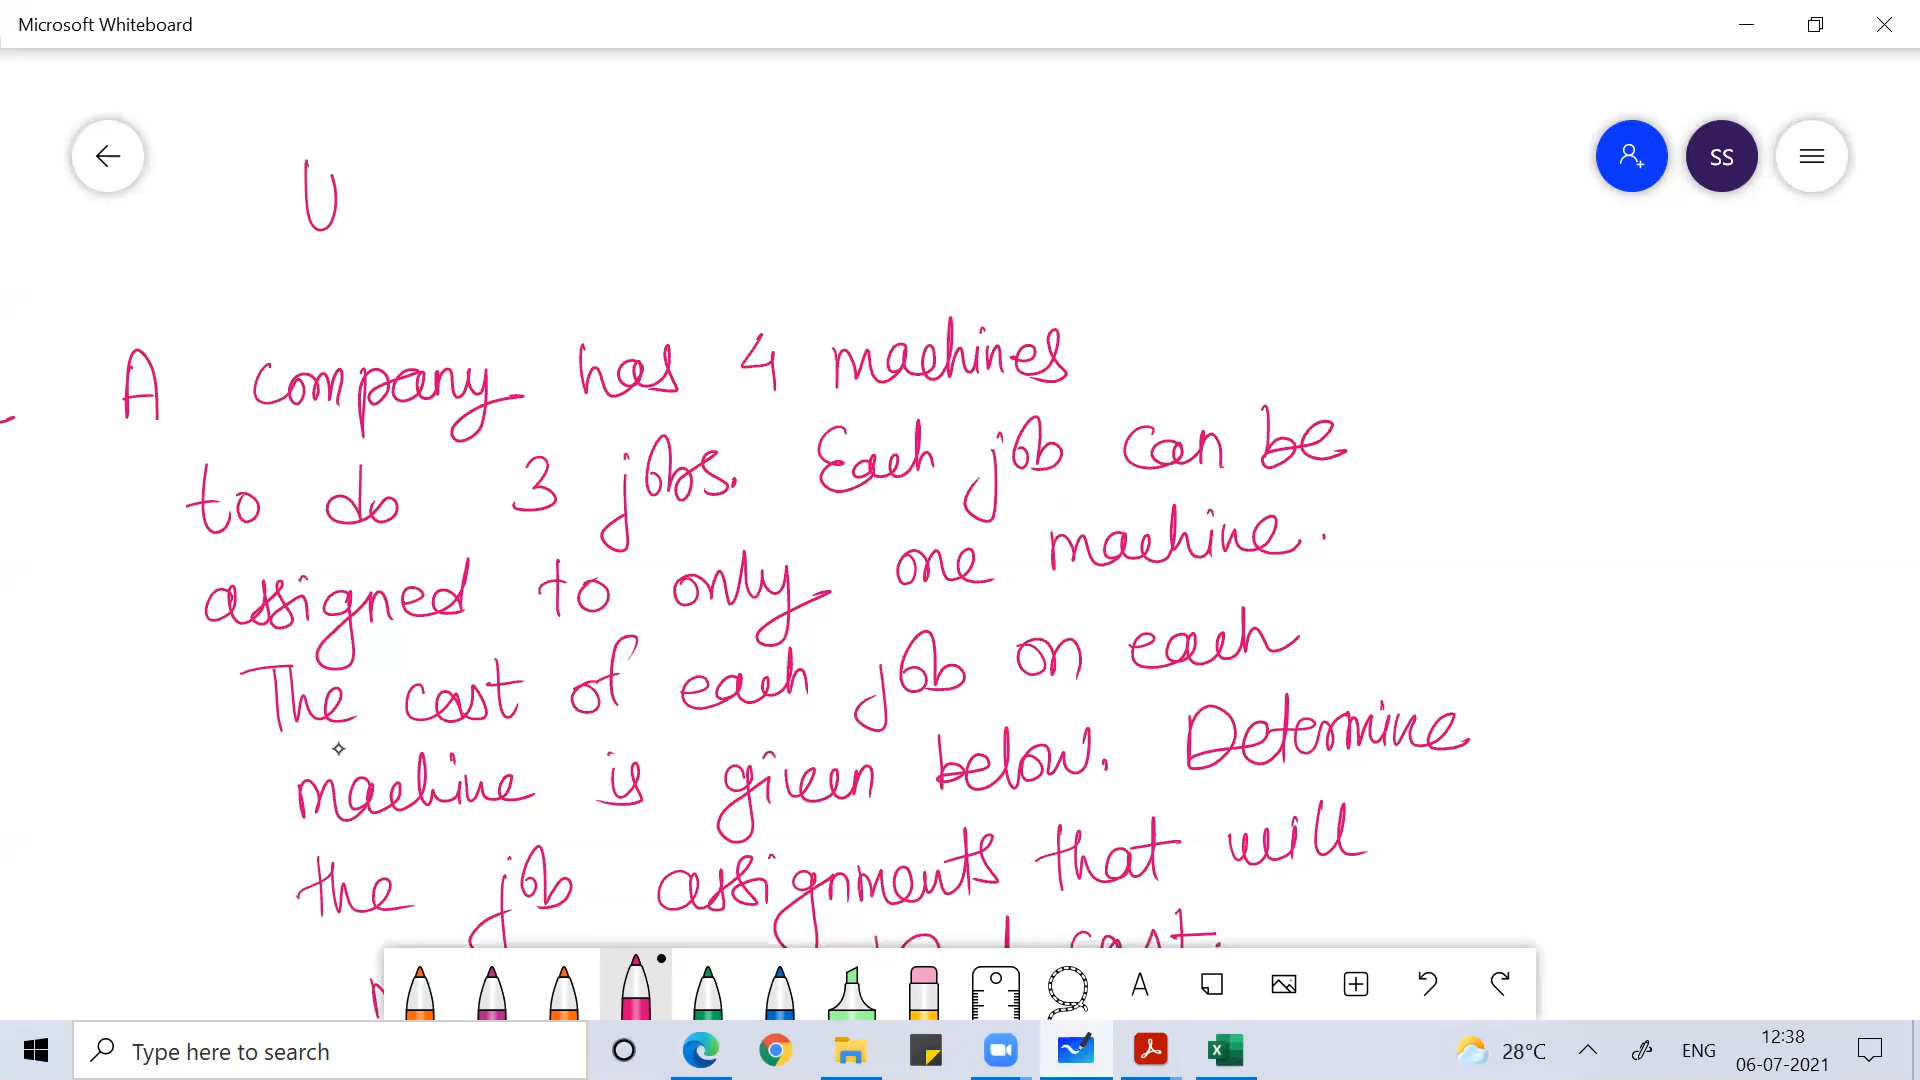 Microsoft Whiteboard
SS
U
A company has 4 machines
to do 3 jobs. Each job can be
assigned to only one machine.
The cost of each job on each
machine is given below. Determine
the job assignments that will
cost.
A
Type here to search
28°C
ENG
12:38
06-07-2021